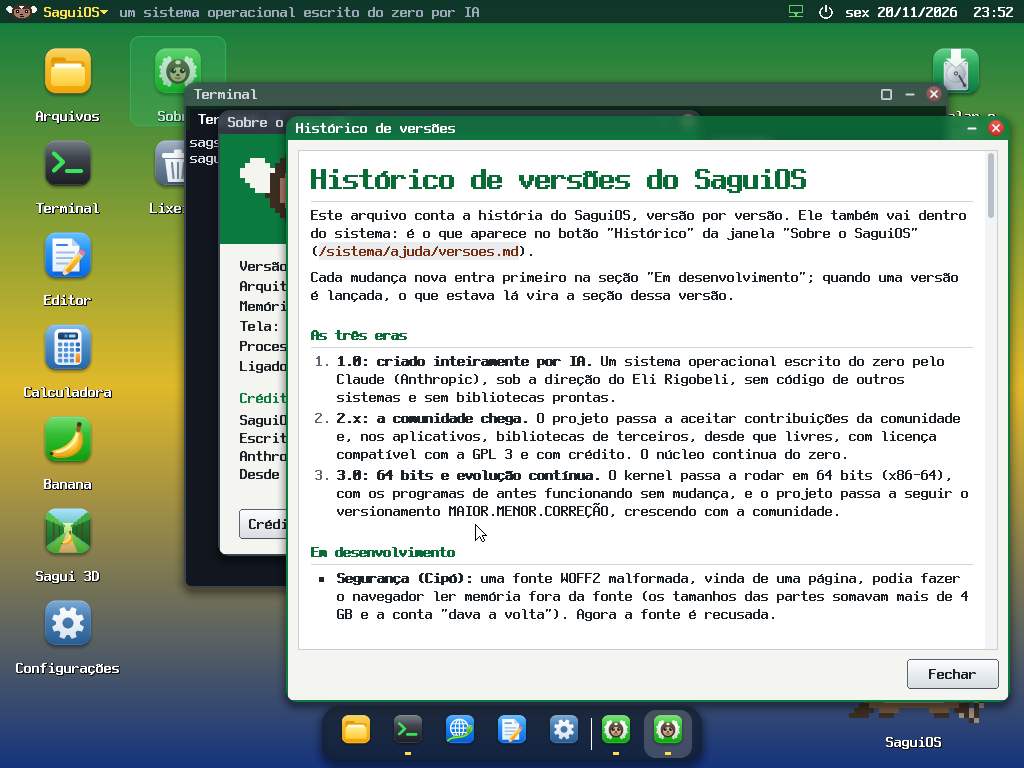 SaguiOS um sistema operacional escrito do zero por IA sex 20/11/2026 23:52
Arquivos
Terminal
Editor
Calculadora
Banana
Sagui 3D
Configurações
Terminal
Sobre o
Histórico de versões
Histórico de versões do SaguiOS
Este arquivo conta a história do SaguiOS, versão por versão. Ele também vai dentro
do sistema: é o que aparece no botão "Histórico" da janela "Sobre o SaguiOS"
(/sistema/ajuda/versoes.md).
Cada mudança nova entra primeiro na seção "Em desenvolvimento"; quando uma versão
é lançada, o que estava lá vira a seção dessa versão.
As três eras
1. 1.0: criado inteiramente por IA. Um sistema operacional escrito do zero pelo
Claude (Anthropic), sob a direção do Eli Rigobeli, sem código de outros
sistemas e sem bibliotecas prontas.
2. 2.x: a comunidade chega. O projeto passa a aceitar contribuições da comunidade
e, nos aplicativos, bibliotecas de terceiros, desde que livres, com licença
compatível com a GPL 3 e com crédito. O núcleo continua do zero.
3. 3.0: 64 bits e evolução contínua. O kernel passa a rodar em 64 bits (x86-64),
com os programas de antes funcionando sem mudança, e o projeto passa a seguir o
versionamento MAIOR.MENOR.CORREÇÃO, crescendo com a comunidade.
Em desenvolvimento
▪ Segurança (Cipó): uma fonte WOFF2 malformada, vinda de uma página, podia fazer
o navegador ler memória fora da fonte (os tamanhos das partes somavam mais de 4
GB e a conta "dava a volta"). Agora a fonte é recusada.
Fechar
Versão
Tela:
Desde
SaguiOS